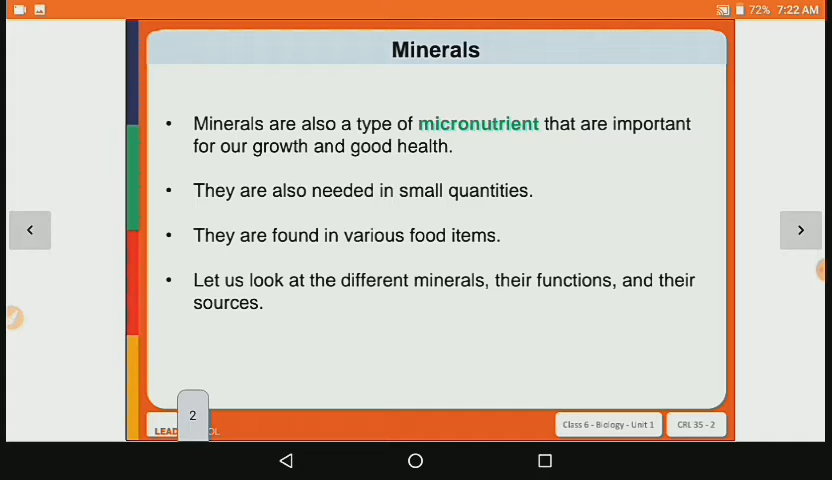 72% 7:22 AM
Minerals
• Minerals are also a type of micronutrient that are important
for our growth and good health.
• They are also needed in small quantities.
• They are found in various food items.
• Let us look at the different minerals, their functions, and their
sources.
2
LEAD OL
Class 6 - Biology - Unit 1
CRL 35 - 2